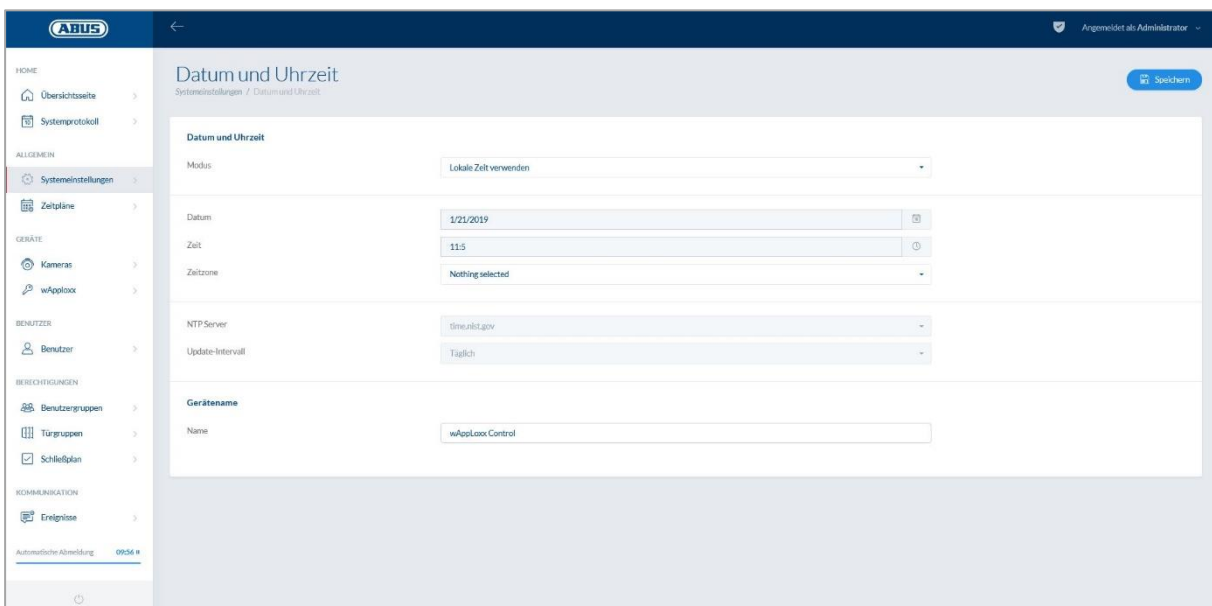 ABUS
Angemeldet als Administrator
HOME
Übersichtsseite
Systemprotokoll
ALLGEMEIN
Systemeinstellungen
Zeitpläne
GERÄTE
Kameras
wApploxx
BENUTZER
Benutzer
BERECHTIGUNGEN
Benutzergruppen
Türgruppen
Schließplan
KOMMUNIKATION
Ereignisse
Automatische Abmeldung 09:56
Datum und Uhrzeit
Systemeinstellungen / Datum und Uhrzeit
Speichern
Datum und Uhrzeit
Modus Lokale Zeit verwenden
Datum 1/21/2019
Zeit 11:5
Zeitzone Nothing selected
NTP Server time.nist.gov
Update-Intervall Täglich
Gerätename
Name wAppLoxx Control